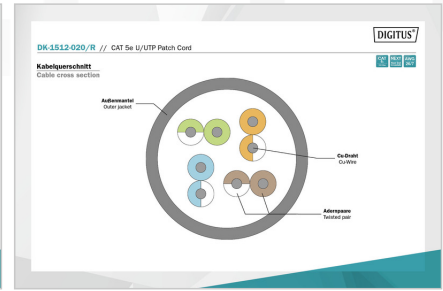 DIGITUS®
DK-1512-020/R // CAT 5e U/UTP Patch Cord
Kabelquerschnitt
Cable cross section
Außenmantel
Outer jacket
Cu-Draht
Cu-Wire
Adernpaare
Twisted pair